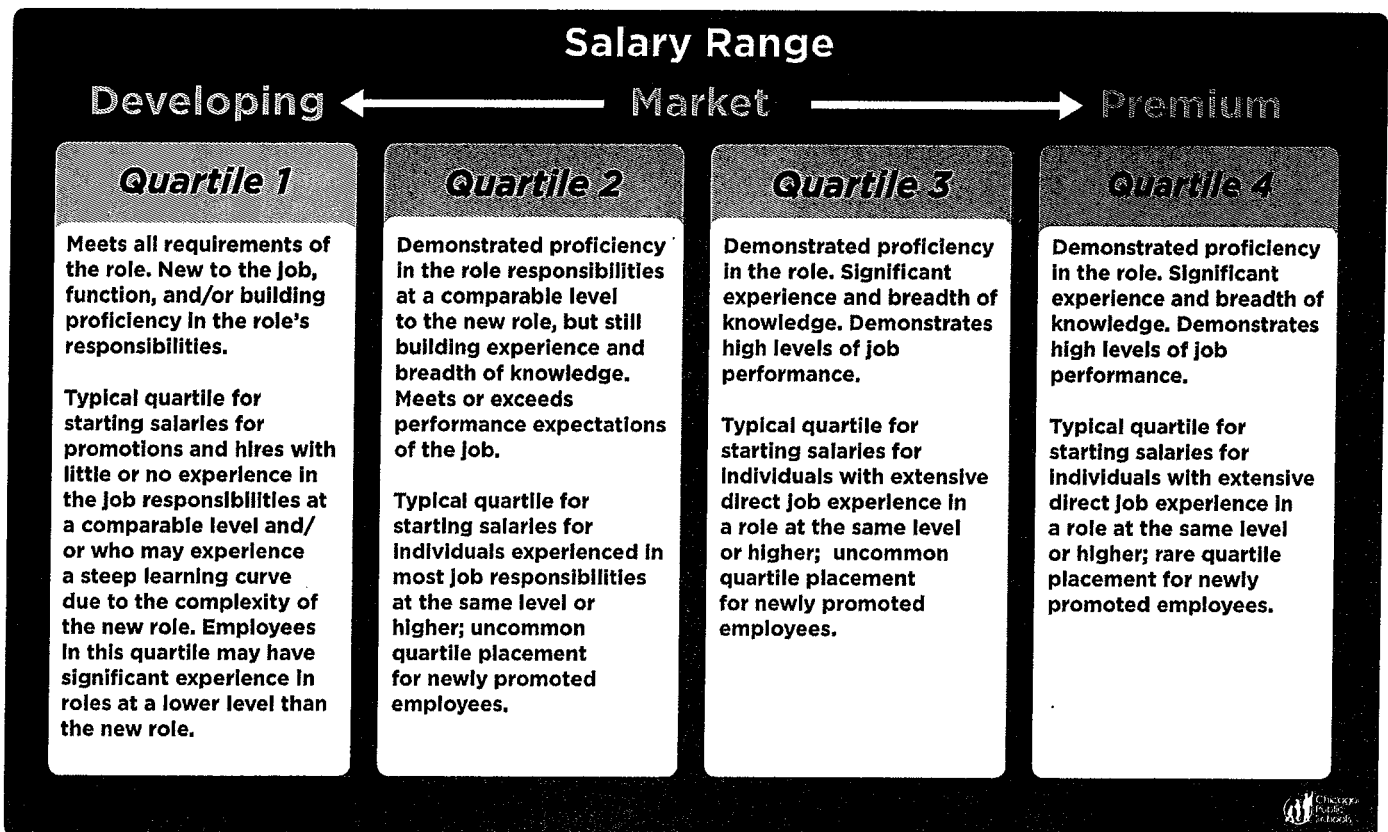 Salary Range
Developing Market Premium
Quartile 1
Meets all requirements of
the role. New to the job,
function, and/or building
proficiency in the role's
responsibilities.
Typical quartile for
starting salaries for
promotions and hires with
little or no experience in
the job responsibilities at
a comparable level and/
or who may experience
a steep learning curve
due to the complexity of
the new role. Employees
in this quartile may have
significant experience in
roles at a lower level than
the new role.
Quartile 2
Demonstrated proficiency
in the role responsibilities
at a comparable level
to the new role, but still
building experience and
breadth of knowledge.
Meets or exceeds
performance expectations
of the job.
Typical quartile for
starting salaries for
individuals experienced in
most job responsibilities
at the same level or
higher; uncommon
quartile placement
for newly promoted
employees.
Quartile 3
Demonstrated proficiency
in the role. Significant
experience and breadth of
knowledge. Demonstrates
high levels of job
performance.
Typical quartile for
starting salaries for
individuals with extensive
direct job experience in
a role at the same level
or higher; uncommon
quartile placement
for newly promoted
employees.
Quartile 4
Demonstrated proficiency
in the role. Significant
experience and breadth of
knowledge. Demonstrates
high levels of job
performance.
Typical quartile for
starting salaries for
individuals with extensive
direct job experience in
a role at the same level
or higher; rare quartile
placement for newly
promoted employees.
Chicago
Public
Schools